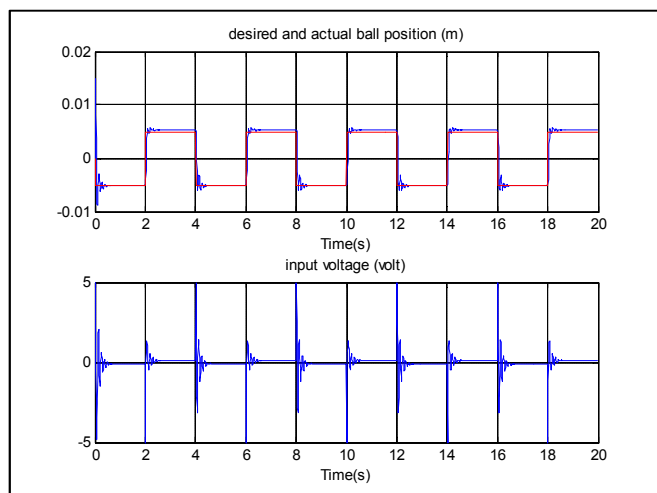 desired and actual ball position (m)
0.02
0.01
0
-0.01
0 2 4 6 8 10 12 14 16 18 20
Time(s)
input voltage (volt)
5
0
-5
0 2 4 6 8 10 12 14 16 18 20
Time(s)